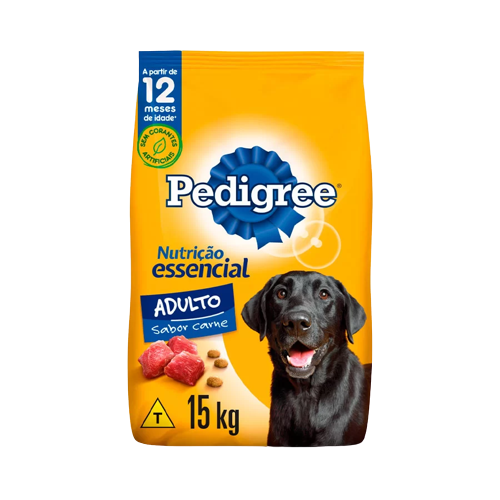 A partir de
12
meses
de idade*
SEM CORANTES
ARTIFICIAIS
Pedigree®
Nutrição
essencial
ADULTO
Sabor carne
T
15 kg